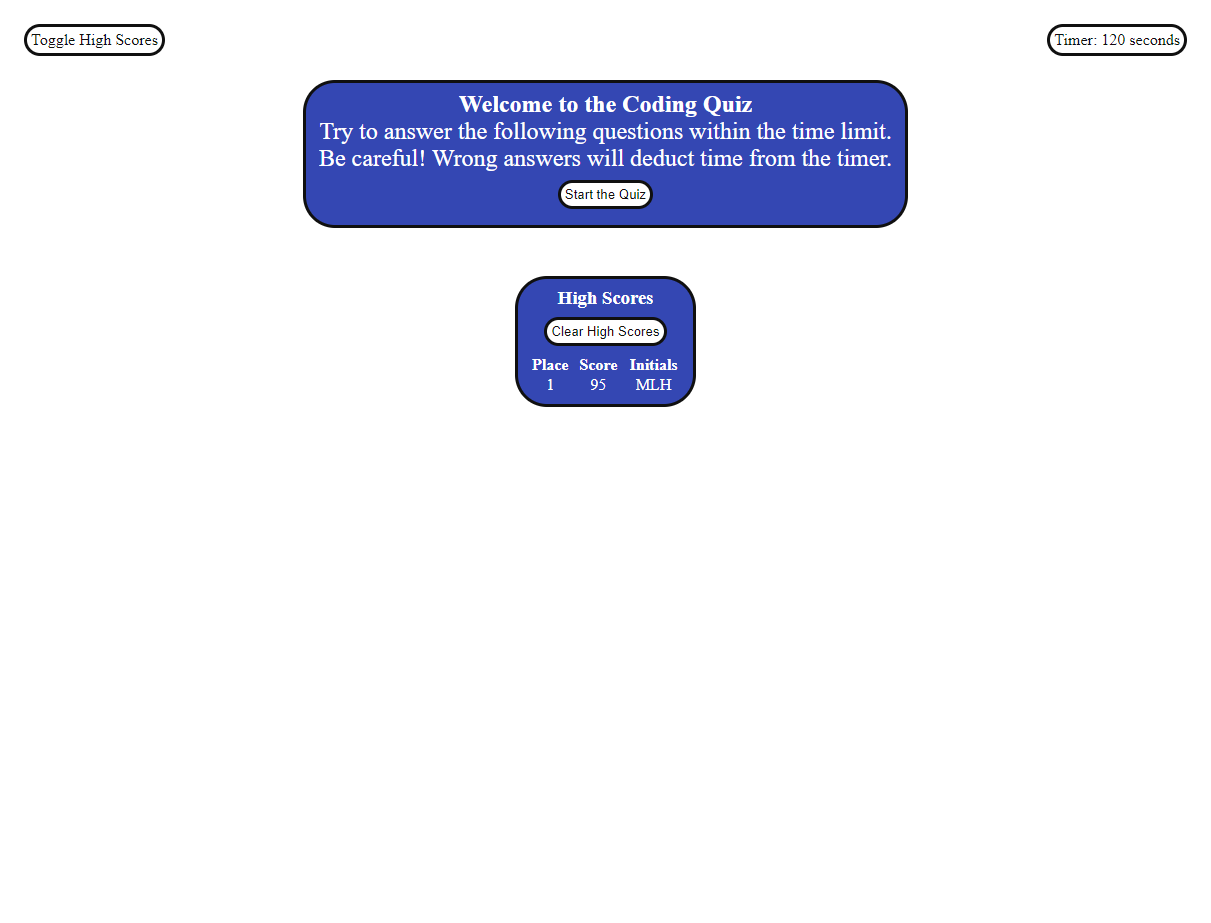 Toggle High Scores
Timer: 120 seconds
Welcome to the Coding Quiz
Try to answer the following questions within the time limit.
Be careful! Wrong answers will deduct time from the timer.
Start the Quiz
High Scores
Clear High Scores
Place Score Initials
1 95 MLH